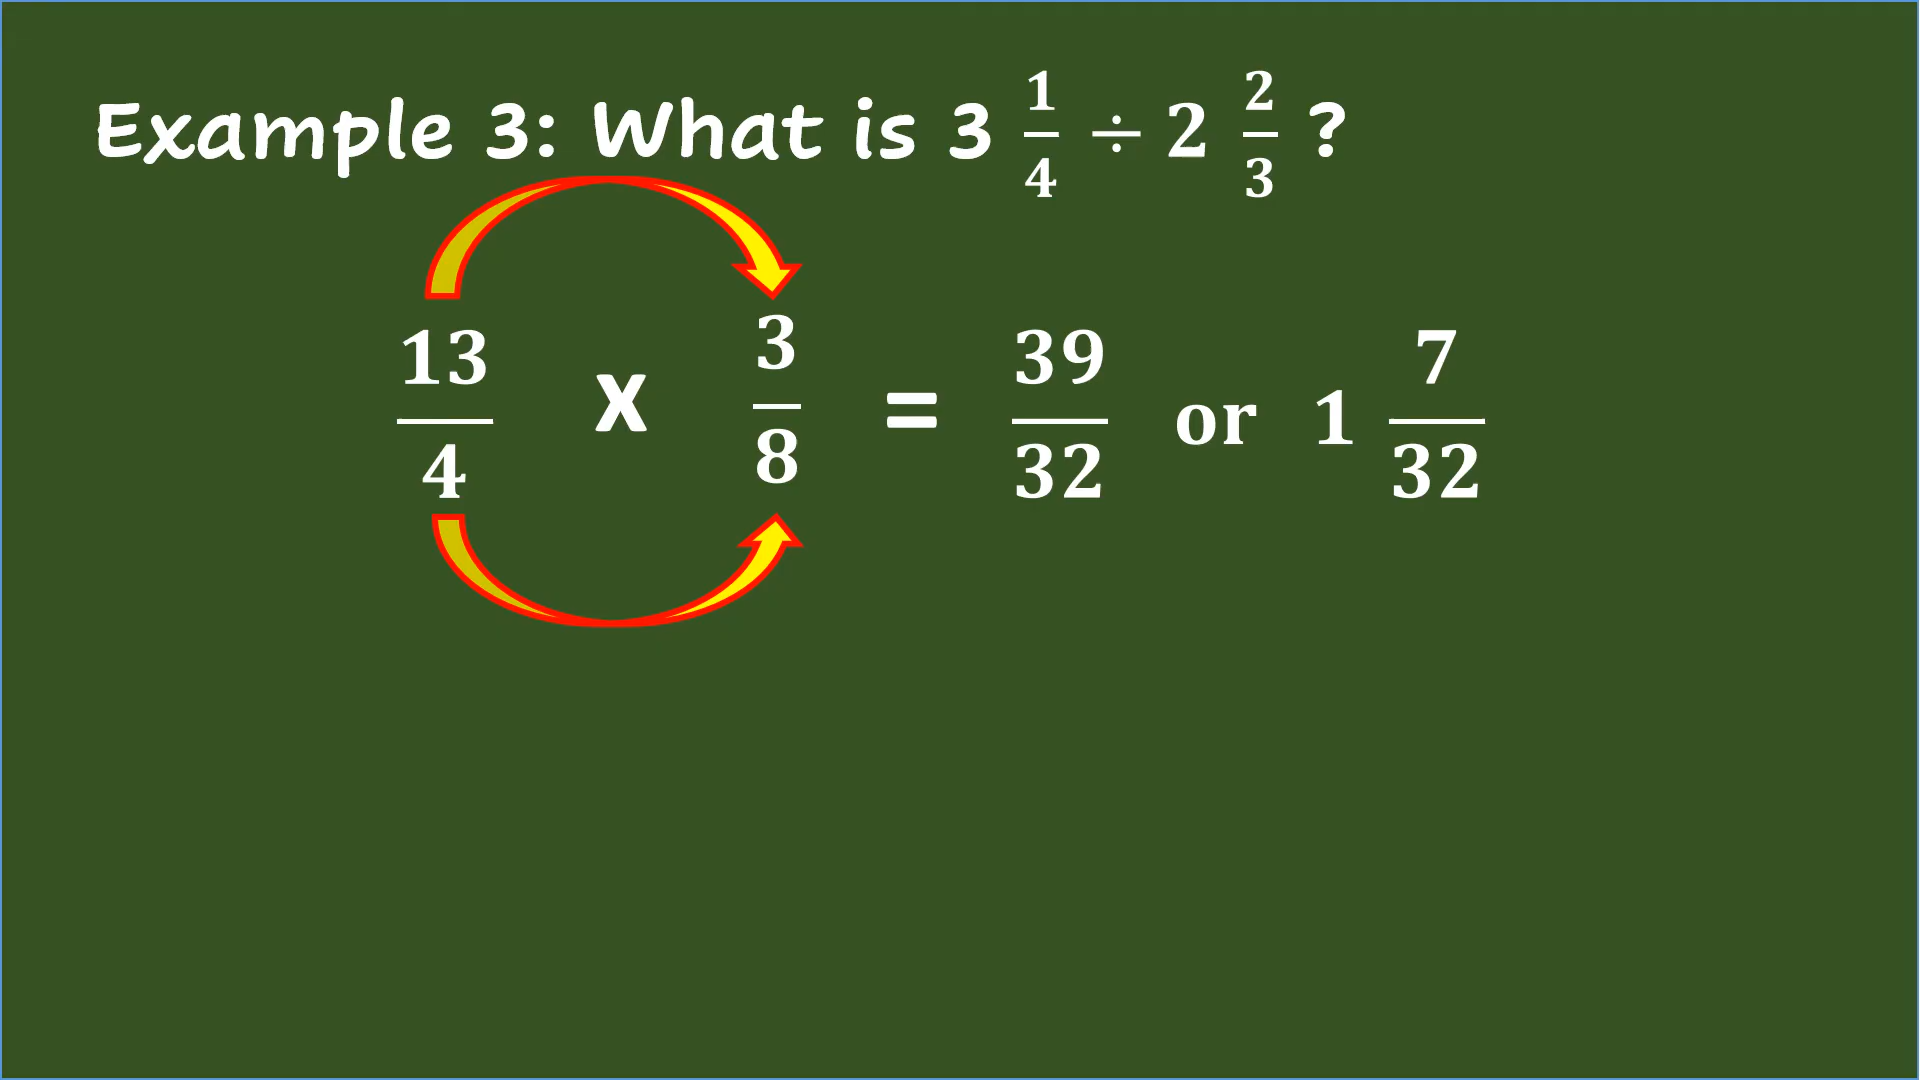 Example 3: What is 3 1/4 ÷ 2 2/3 ?
13/4 x 3/8 = 39/32 or 1 7/32